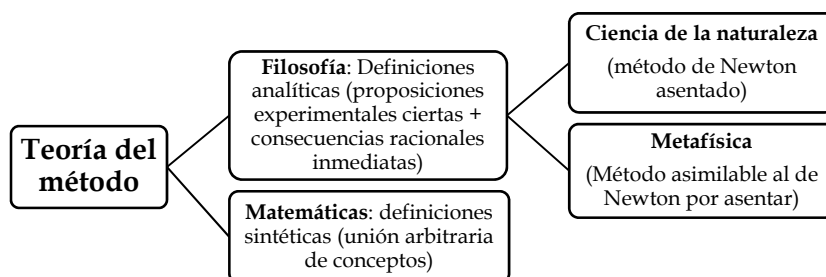 Teoría del
método
Filosofía: Definiciones
analíticas (proposiciones
experimentales ciertas +
consecuencias racionales
inmediatas)
Matemáticas: definiciones
sintéticas (unión arbitraria
de conceptos)
Ciencia de la naturaleza
(método de Newton
asentado)
Metafísica
(Método asimilable al de
Newton por asentar)